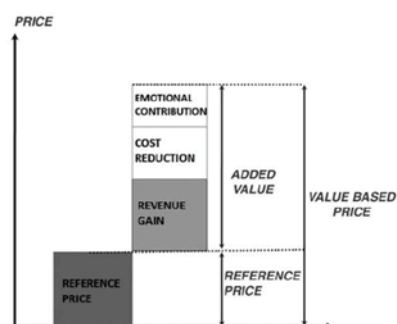 PRICE
EMOTIONAL
CONTRIBUTION
COST
REDUCTION
REVENUE
GAIN
REFERENCE
PRICE
ADDED
VALUE
REFERENCE
PRICE
VALUE BASED
PRICE